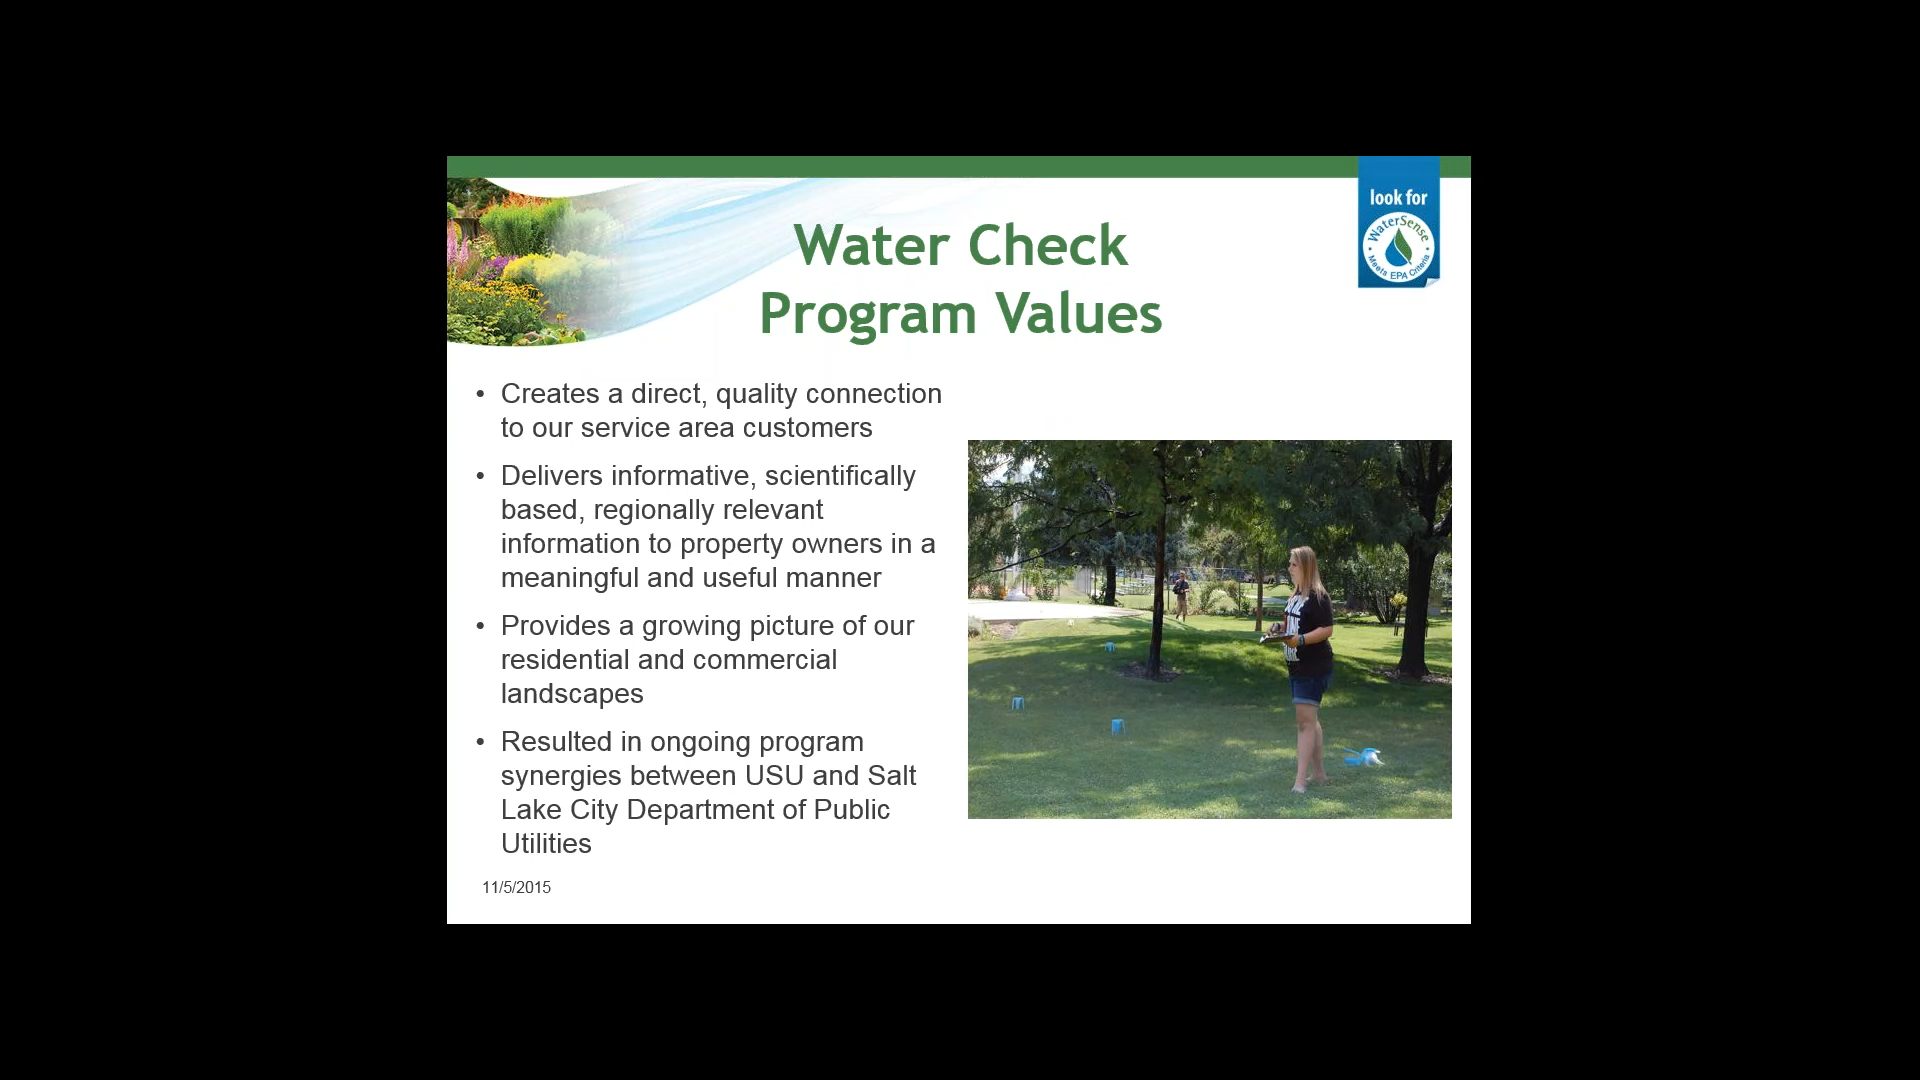 look for
WaterSense
Meets EPA Criteria
Water Check
Program Values
• Creates a direct, quality connection
to our service area customers
• Delivers informative, scientifically
based, regionally relevant
information to property owners in a
meaningful and useful manner
• Provides a growing picture of our
residential and commercial
landscapes
• Resulted in ongoing program
synergies between USU and Salt
Lake City Department of Public
Utilities
11/5/2015